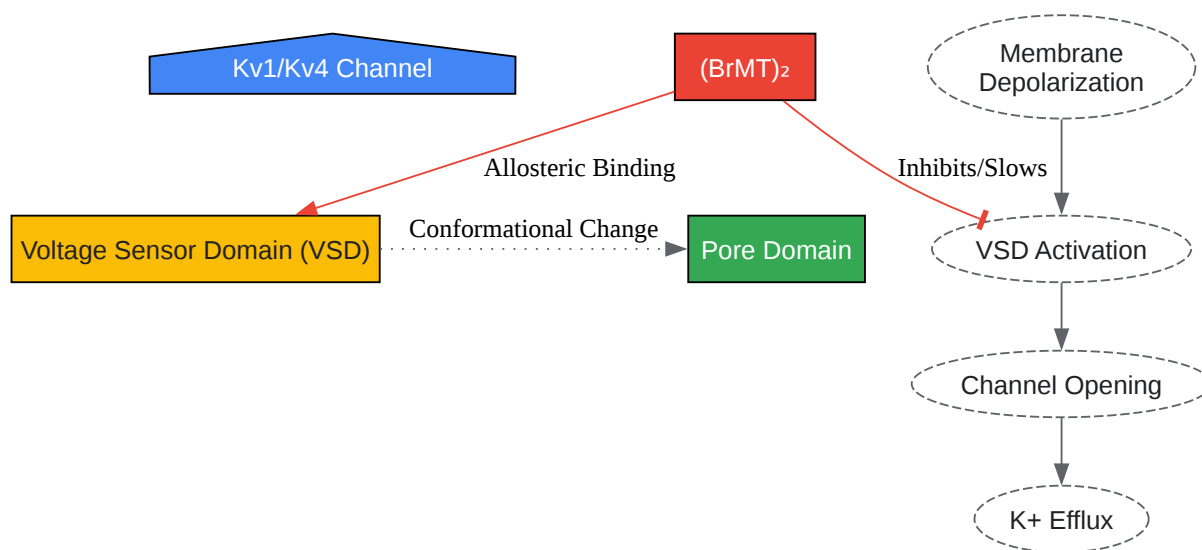 Kv1/Kv4 Channel
(BrMT)₂
Membrane
Depolarization
Allosteric Binding
Inhibits/Slows
Voltage Sensor Domain (VSD)
Conformational Change
Pore Domain
VSD Activation
Channel Opening
K+ Efflux